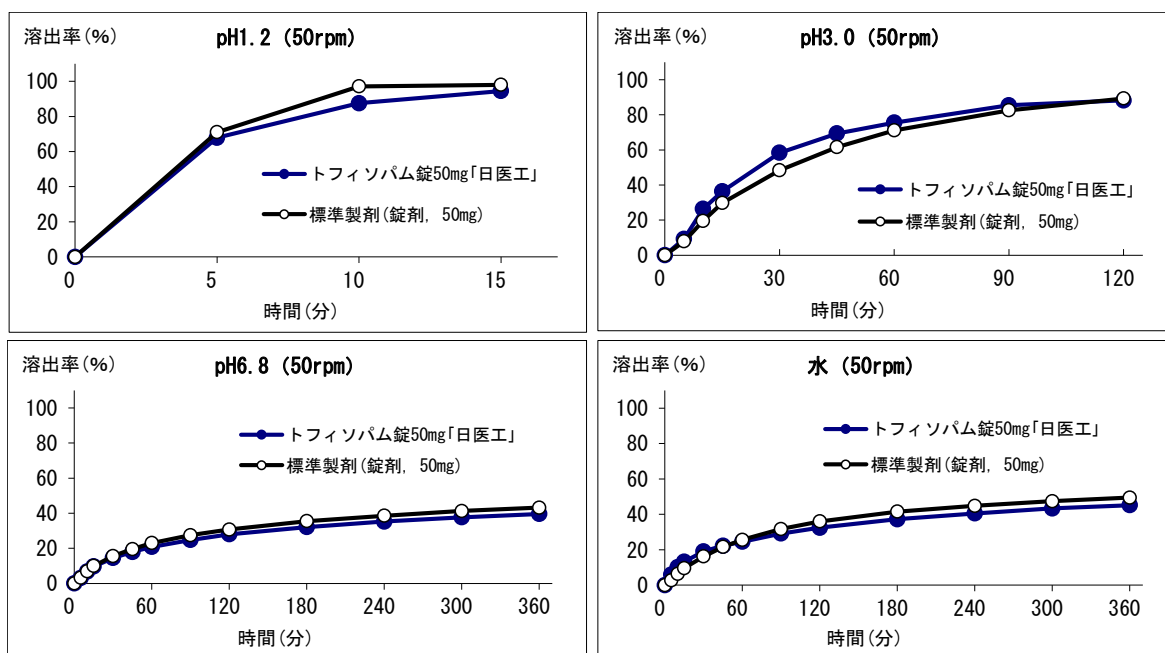 溶出率(%)
pH1.2 (50rpm)
100
80
60
40
20
0
トフィソパム錠50mg「日医工」
標準製剤(錠剤, 50mg)
0 5 10 15
時間(分)
溶出率(%)
pH3.0 (50rpm)
100
80
60
40
20
0
トフィソパム錠50mg「日医工」
標準製剤(錠剤, 50mg)
0 30 60 90 120
時間(分)
溶出率(%)
pH6.8 (50rpm)
100
80
60
40
20
0
トフィソパム錠50mg「日医工」
標準製剤(錠剤, 50mg)
0 60 120 180 240 300 360
時間(分)
溶出率(%)
水 (50rpm)
100
80
60
40
20
0
トフィソパム錠50mg「日医工」
標準製剤(錠剤, 50mg)
0 60 120 180 240 300 360
時間(分)